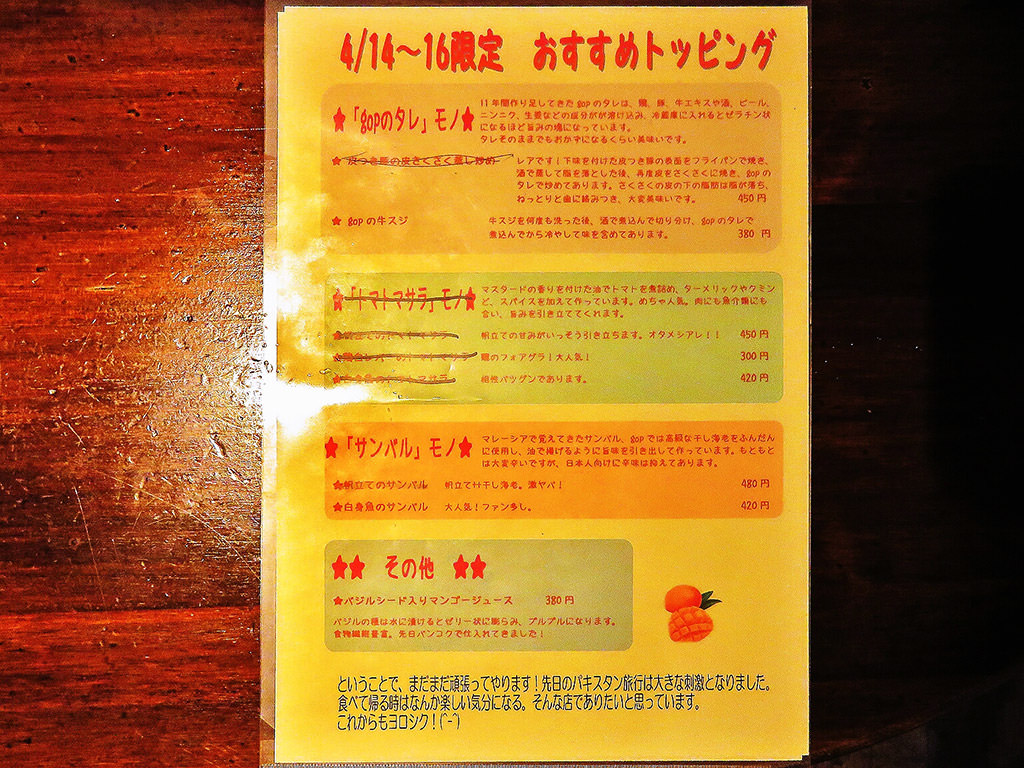 4/14～16限定　おすすめトッピング
★「gopのタレ」モノ★
11年間作り足してきたgopのタレは、鶏、豚、牛エキスや酒、ビール、
ニンニク、生姜などの成分がが溶け込み、冷蔵庫に入れるとゼラチン状
になるほど旨みの塊になっています。
タレそのままでもおかずになるくらい美味いです。
★ 皮つき豚の皮さくさく蒸し炒め
レアです！下味を付けた皮つき豚の表面をフライパンで焼き、
酒で蒸して脂を落とした後、再度皮をさくさくに焼き、gopの
タレで炒めてあります。さくさくの皮の下の脂肪は脂が落ち、
ねっとりと歯に絡みつき、大変美味いです。　450円
★ gopの牛スジ
牛スジを何度も洗った後、酒で煮込んで切り分け、gopのタレで
煮込んでから冷やして味を含めてあります。　380 円
★「トマトマサラ」モノ★
マスタードの香りを付けた油でトマトを煮詰め、ターメリックやクミン
ど、スパイスを加えて作っています。めちゃ人気。肉にも魚介類にも
合い、旨みを引き立ててくれます。
帆立ての甘みがいっそう引き立ちます。オタメシアレ！！　450円
鶏のフォアグラ！大人気！　300円
相性バツグンであります。　420円
★「サンバル」モノ★
マレーシアで覚えてきたサンバル、gopでは高級な干し海老をふんだん
に使用し、油で揚げるように旨味を引き出して作っています。もともと
は大変辛いですが、日本人向けに辛味は抑えてあります。
★帆立てのサンバル　帆立て＋干し海老。激ヤバ！　480円
★白身魚のサンバル　大人気！ファン多し。　420円
★★　その他　★★
★バジルシード入りマンゴージュース　380円
バジルの種は水に漬けるとゼリー状に膨らみ、プルプルになります。
食物繊維豊富。先日バンコクで仕入れてきました！
ということで、まだまだ頑張ってやります！先日のパキスタン旅行は大きな刺激となりました。
食べて帰る時はなんか楽しい気分になる。そんな店でありたいと思っています。
これからもヨロシク！(^-^)